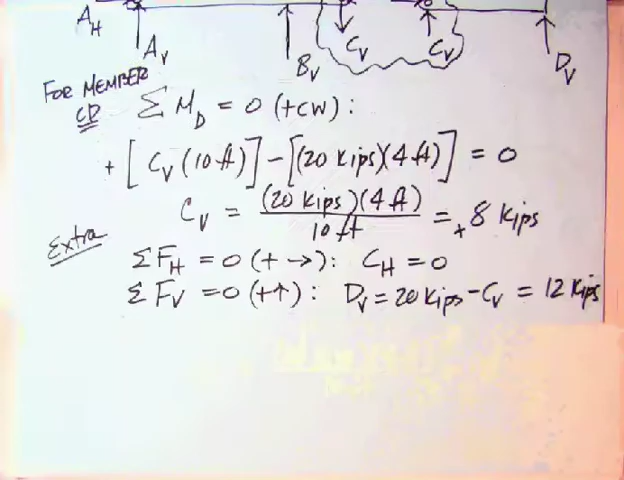 A_H
A_V B_V C_V C_V D_V
FOR MEMBER
CD ΣM_D = 0 (+CW):
+ [C_V (10 ft)] - [(20 kips)(4 ft)] = 0
C_V = (20 kips)(4 ft) / 10 ft = + 8 kips
Extra
ΣF_H = 0 (+ →): C_H = 0
ΣF_V = 0 (+↑): D_V = 20 kips - C_V = 12 kips